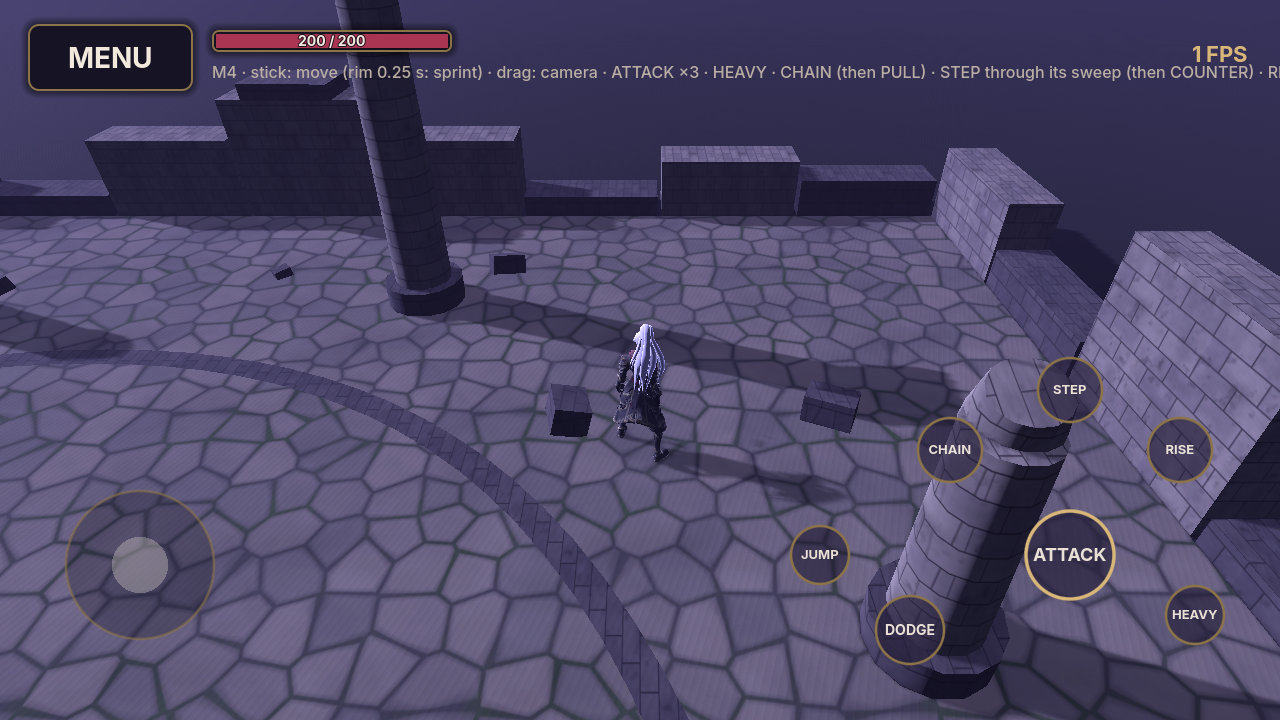 MENU
200 / 200
1 FPS
M4 · stick: move (rim 0.25 s: sprint) · drag: camera · ATTACK ×3 · HEAVY · CHAIN (then PULL) · STEP through its sweep (then COUNTER) ·
STEP
CHAIN
RISE
JUMP
ATTACK
DODGE
HEAVY